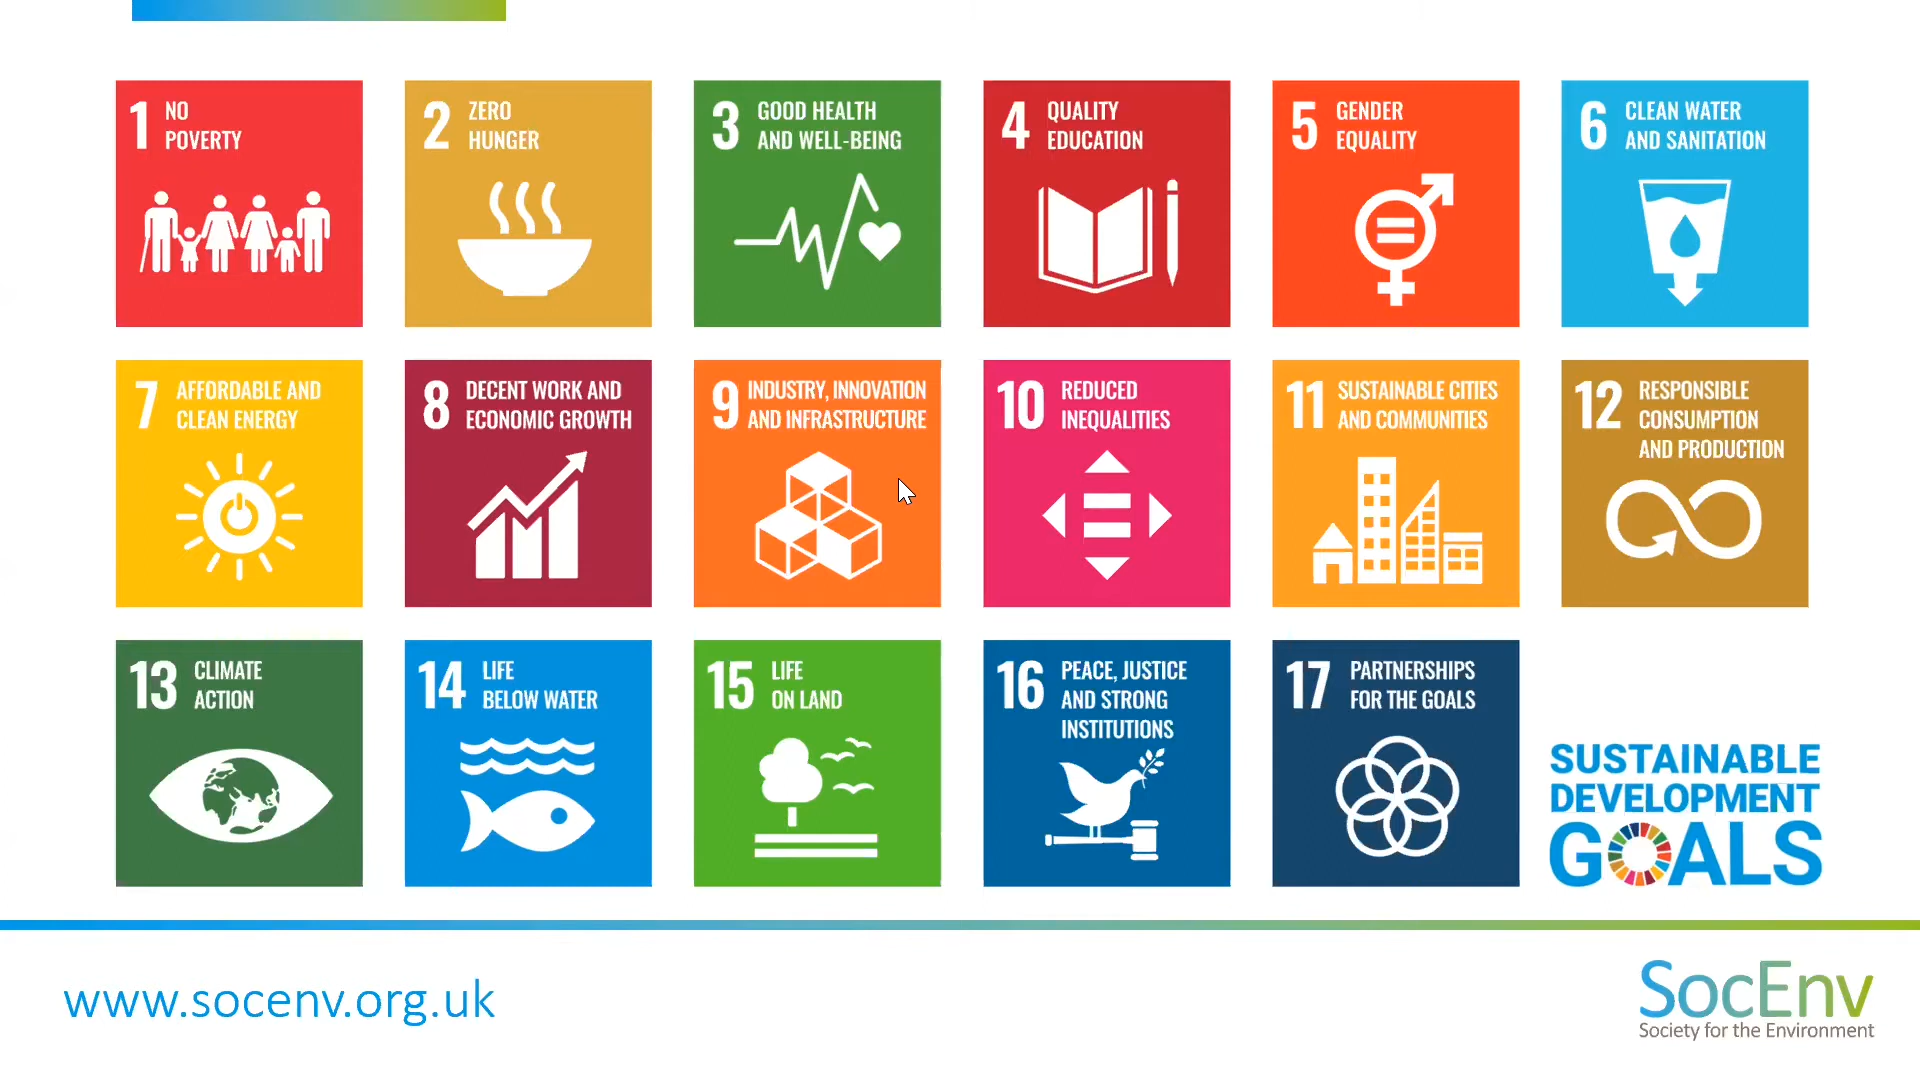 1 NO
POVERTY
2 ZERO
HUNGER
3 GOOD HEALTH
AND WELL-BEING
4 QUALITY
EDUCATION
5 GENDER
EQUALITY
6 CLEAN WATER
AND SANITATION
7 AFFORDABLE AND
CLEAN ENERGY
8 DECENT WORK AND
ECONOMIC GROWTH
9 INDUSTRY, INNOVATION
AND INFRASTRUCTURE
10 REDUCED
INEQUALITIES
11 SUSTAINABLE CITIES
AND COMMUNITIES
12 RESPONSIBLE
CONSUMPTION
AND PRODUCTION
13 CLIMATE
ACTION
14 LIFE
BELOW WATER
15 LIFE
ON LAND
16 PEACE, JUSTICE
AND STRONG
INSTITUTIONS
17 PARTNERSHIPS
FOR THE GOALS
SUSTAINABLE
DEVELOPMENT
GOALS
www.socenv.org.uk
SocEnv
Society for the Environment